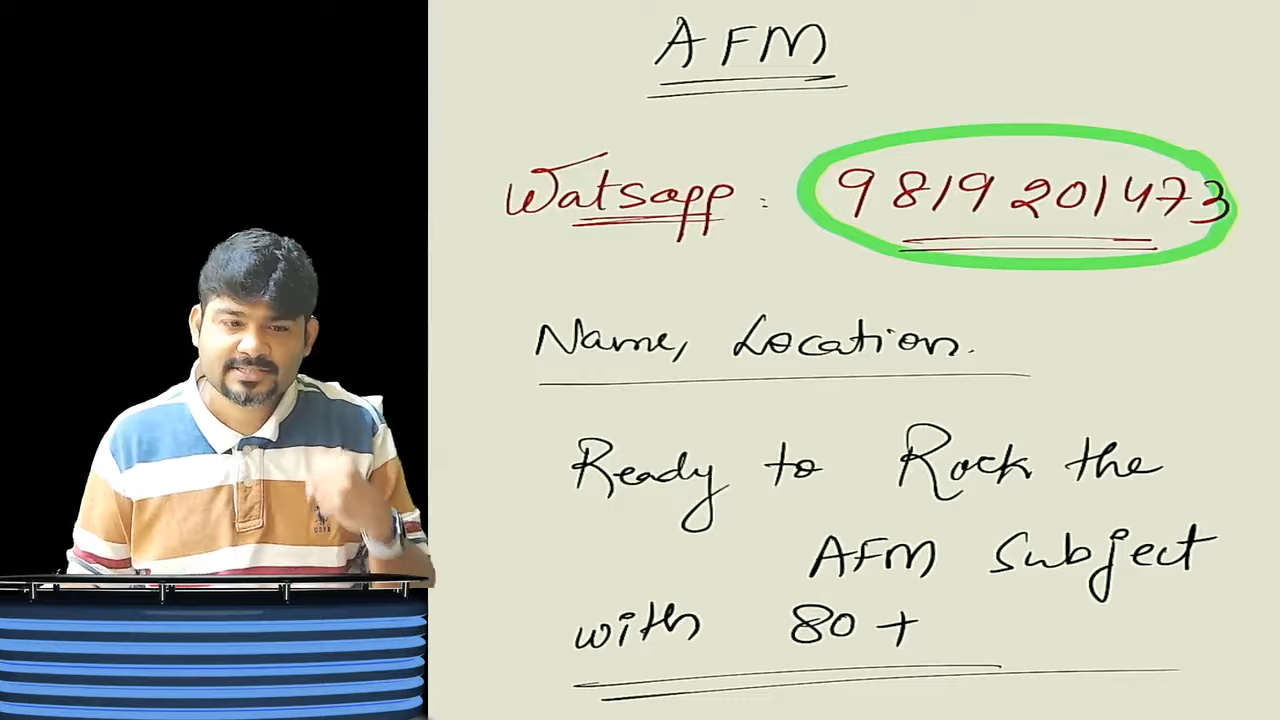 AFM
Watsapp : 9819201473
Name, Location.
Ready to Rock the
AFM Subject
with 80+